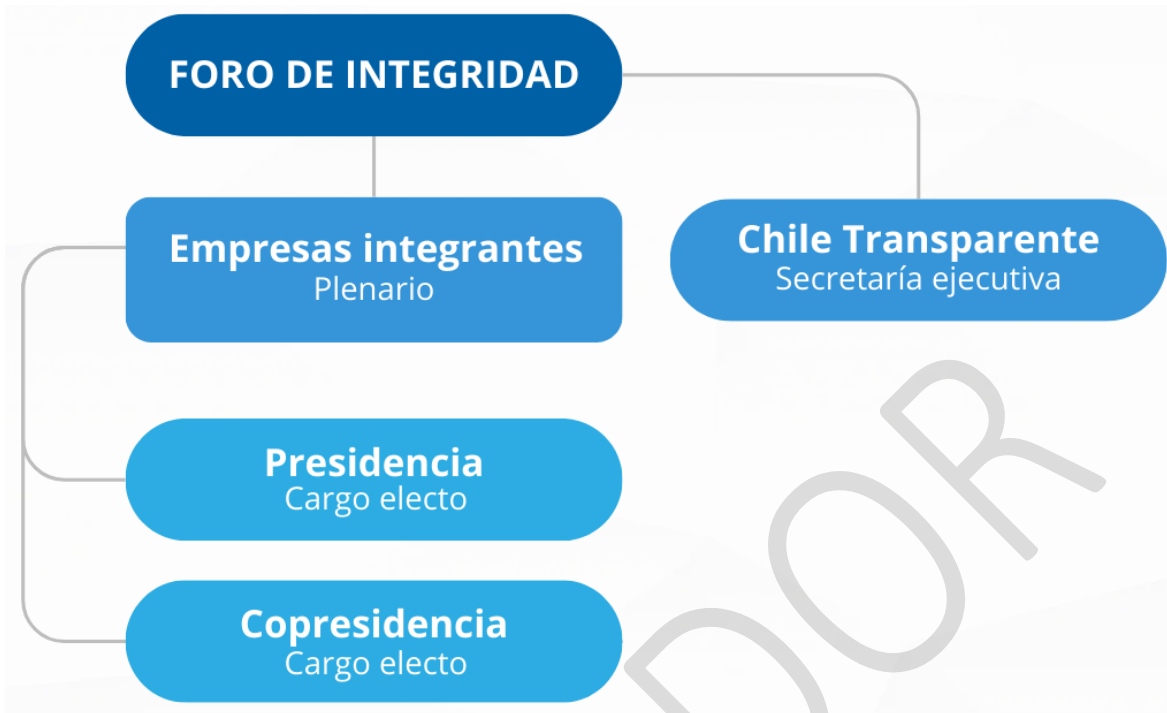 FORO DE INTEGRIDAD
Empresas integrantes
Plenario
Chile Transparente
Secretaría ejecutiva
Presidencia
Cargo electo
Copresidencia
Cargo electo
DOR